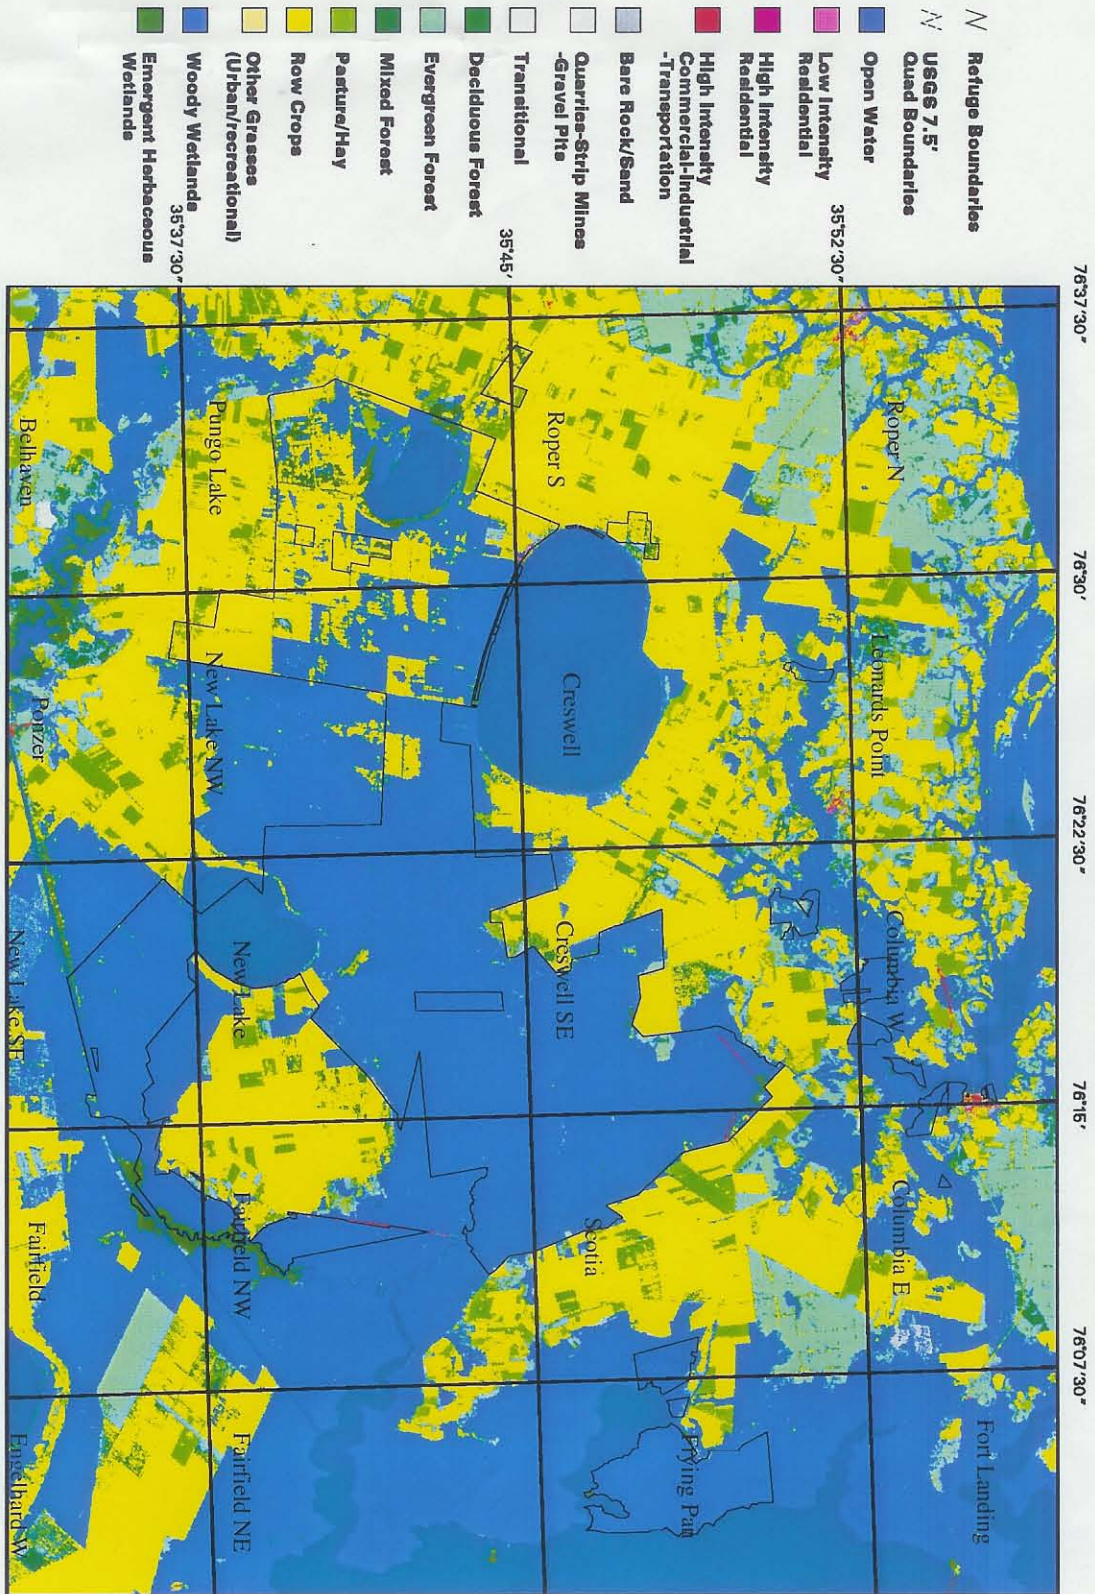 Refuge Boundaries
USGS 7.5'
Quad Boundaries
Open Water
Low Intensity
Residential
High Intensity
Residential
High Intensity
Commercial-Industrial
-Transportation
Bare Rock/Sand
Quarries-Strip Mines
-Gravel Pits
Transitional
Deciduous Forest
Evergreen Forest
Mixed Forest
Pasture/Hay
Row Crops
Other Grasses
(Urban/recreational)
Woody Wetlands
Emergent Herbaceous
Wetlands
76°37'30"
76°30'
76°22'30"
76°15'
76°07'30"
35°52'30"
35°45'
35°37'30"
Roper N
Leonards Point
Columbia W
Columbia E
Fort Landing
Roper S
Creswell
Creswell SE
Scotia
Frying Pan
Pungo Lake
New Lake NW
New Lake
Fairfield NW
Fairfield NE
Belhaven
Ponzer
New Lake SE
Fairfield
Engelhard W